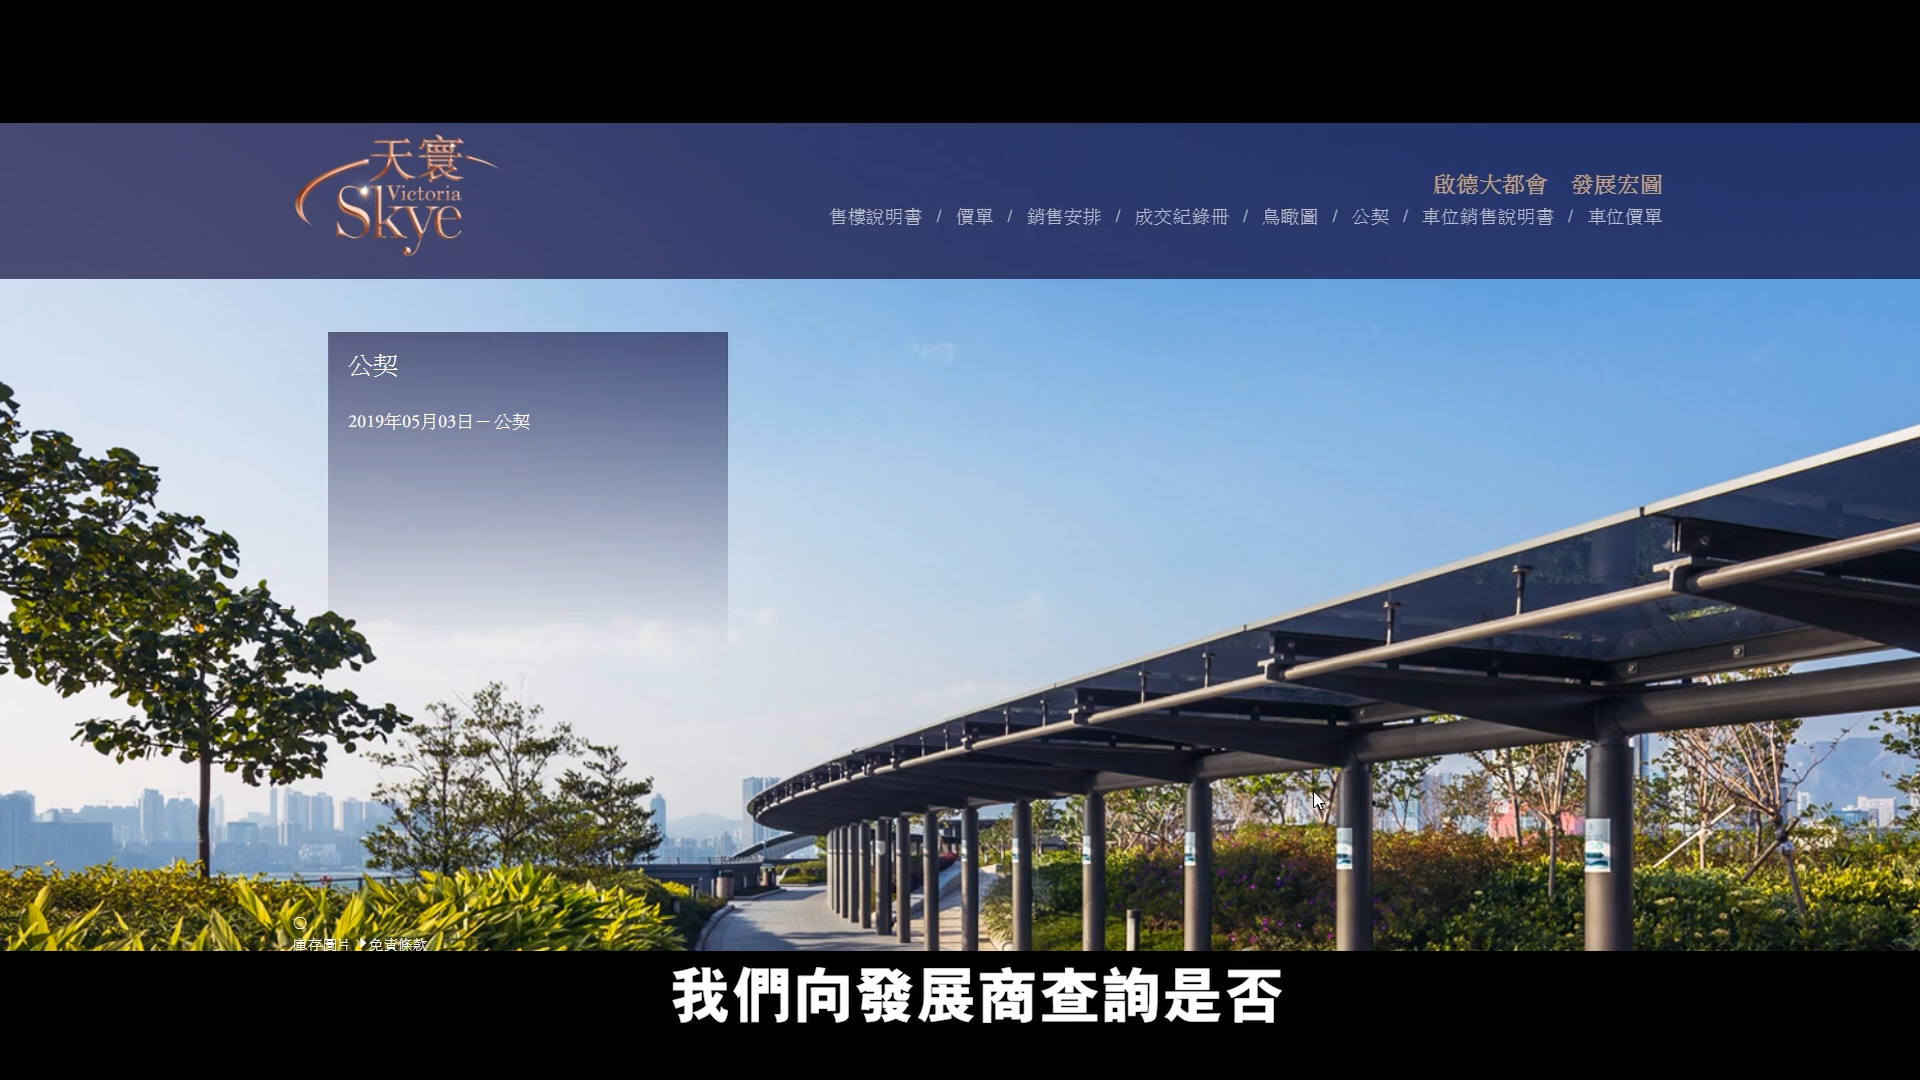 天寰
Victoria
Skye
啟德大都會 發展宏圖
售樓說明書 / 價單 / 銷售安排 / 成交紀錄冊 / 鳥瞰圖 / 公契 / 車位銷售說明書 / 車位價單
公契
2019年05月03日－公契
庫存圖片 免責條款
我們向發展商查詢是否